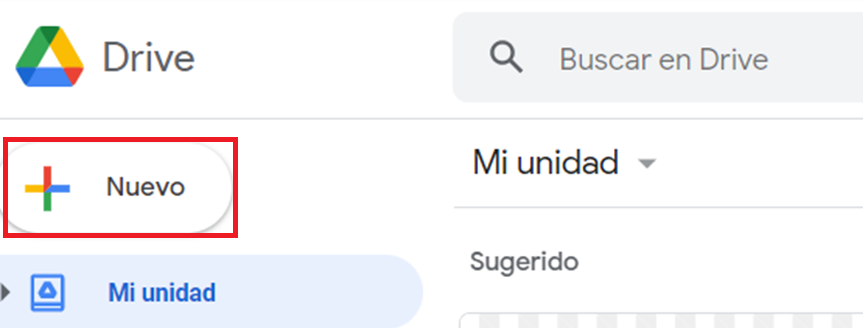 Drive
Buscar en Drive
Nuevo
Mi unidad
Mi unidad
Sugerido